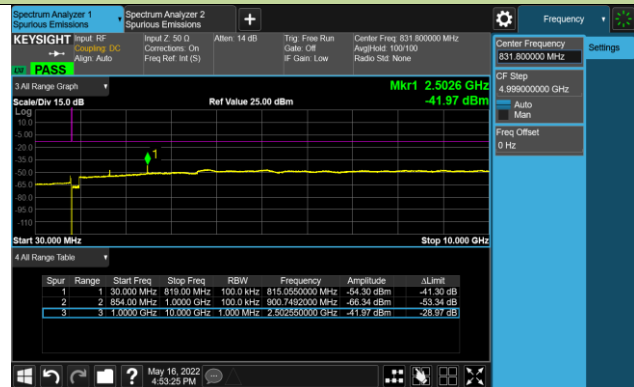 Spectrum Analyzer 1
Spurious Emissions
Spectrum Analyzer 2
Spurious Emissions
+
Frequency
KEYSIGHT
Input: RF
Coupling: DC
Align: Auto
Input Z: 50 Ω
Corrections: On
Freq Ref: Int (S)
Atten: 14 dB
Trig: Free Run
Gate: Off
IF Gain: Low
Center Freq: 831.800000 MHz
Avg|Hold: 100/100
Radio Std: None
PASS
Center Frequency
831.800000 MHz
Settings
CF Step
4.999000000 GHz
Auto
Man
Freq Offset
0 Hz
3 All Range Graph
Mkr1 2.5026 GHz
Scale/Div 15.0 dB
Ref Value 25.00 dBm
-41.97 dBm
Log
10.0
-5.00
-20.0
-35.0
-50.0
-65.0
-80.0
-95.0
-110
1
Start 30.000 MHz
Stop 10.000 GHz
4 All Range Table
Spur Range Start Freq Stop Freq RBW Frequency Amplitude ΔLimit
1 1 30.000 MHz 819.00 MHz 100.0 kHz 815.0550000 MHz -54.30 dBm -41.30 dB
2 2 854.00 MHz 1.0000 GHz 100.0 kHz 900.7492000 MHz -66.34 dBm -53.34 dB
3 3 1.0000 GHz 10.000 GHz 1.000 MHz 2.502550000 GHz -41.97 dBm -28.97 dB
?
May 16, 2022
4:53:25 PM